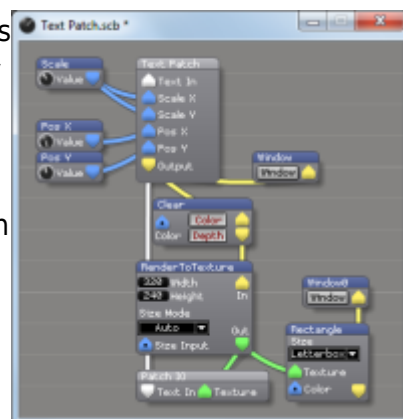 s
Text Patch.scb *
Scale
Value
Text Patch
Text In
Scale X
Scale Y
Pos X
Pos Y
Output
Pos X
Value
Pos Y
Value
Window
Window
Clear
Color
Color Depth
n
RenderToTexture
320 Width
240 Height
In
Size Mode
Auto
Out
Size Input
Window0
Window
Rectangle
Size
Letterbox
Texture
Color
Patch IO
Text In Texture